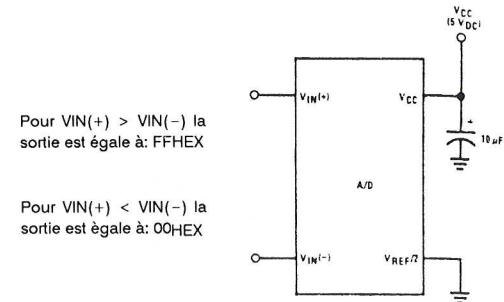 VCC
(5 VDC)
VIN(+)
VCC
+
10 µF
Pour VIN(+) > VIN(−) la
sortie est égale à: FFHEX
A/D
Pour VIN(+) < VIN(−) la
sortie est ègale à: 00HEX
VIN(−)
VREF/2